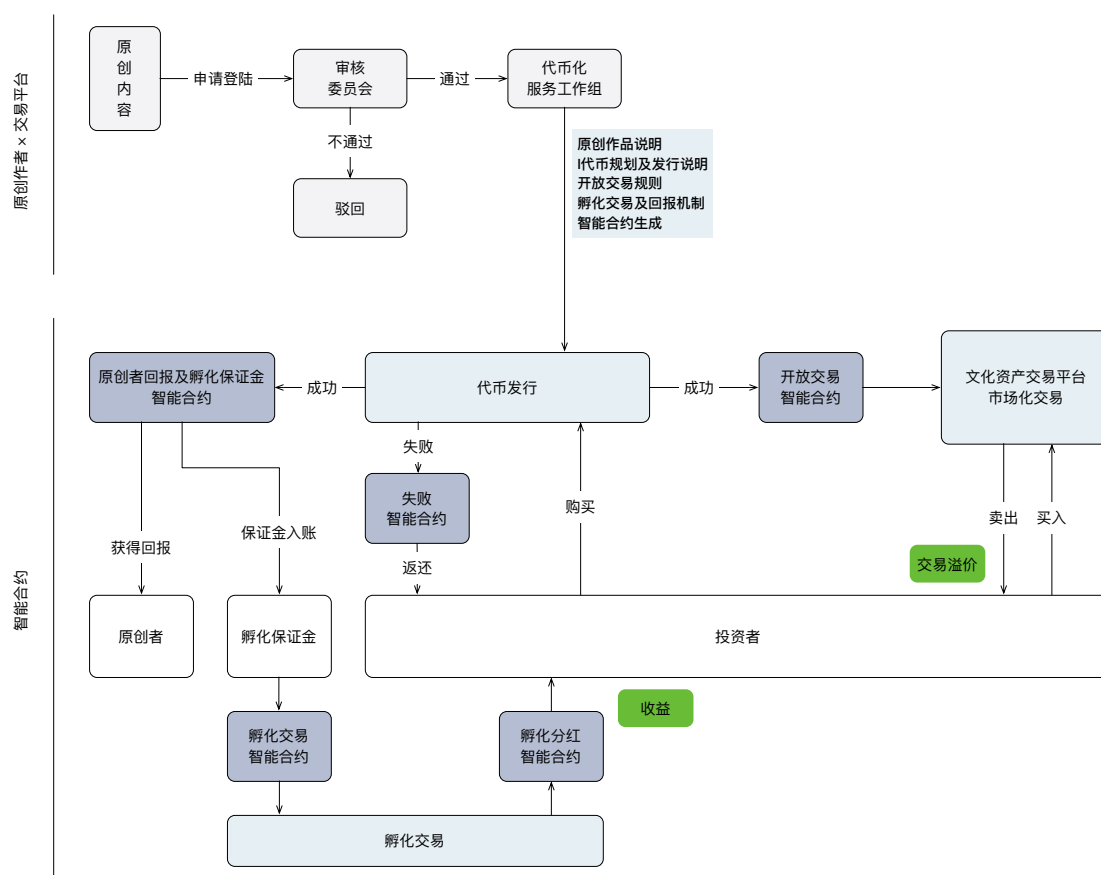 原创作者 × 交易平台
原
创
内
容
申请登陆
审核
委员会
通过
代币化
服务工作组
不通过
驳回
原创作品说明
I代币规划及发行说明
开放交易规则
孵化交易及回报机制
智能合约生成
智能合约
原创者回报及孵化保证金
智能合约
成功
代币发行
成功
开放交易
智能合约
文化资产交易平台
市场化交易
失败
失败
智能合约
购买
卖出
买入
获得回报
保证金入账
返还
交易溢价
原创者
孵化保证金
投资者
收益
孵化交易
智能合约
孵化分红
智能合约
孵化交易